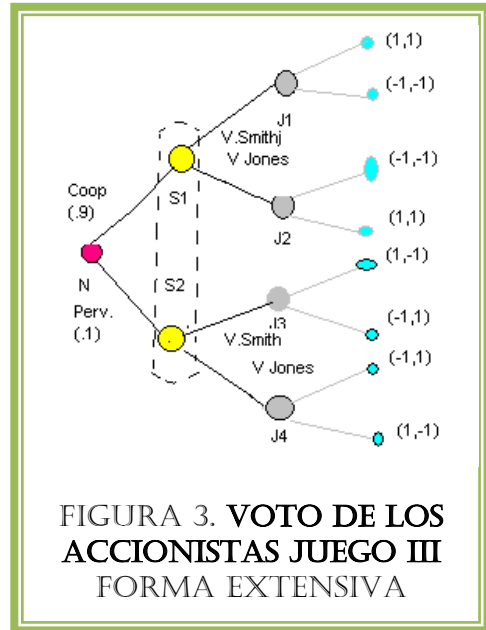 (1,1)
(-1,-1)
J1
V.Smithj
V Jones
(-1,-1)
Coop
(.9)
S1
J2
(1,1)
(1,-1)
N
S2
J3
Perv.
(.1)
V.Smith
(-1,1)
V Jones
(-1,1)
J4
(1,-1)
FIGURA 3. VOTO DE LOS
ACCIONISTAS JUEGO III
FORMA EXTENSIVA